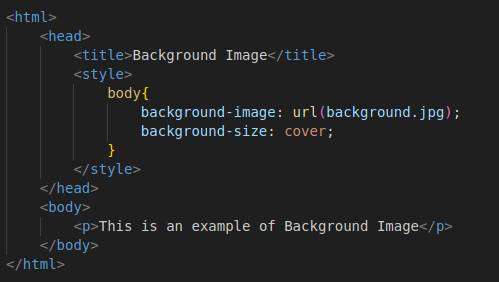 <html>
    <head>
        <title>Background Image</title>
        <style>
            body{
                background-image: url(background.jpg);
                background-size: cover;
            }
        </style>
    </head>
    <body>
        <p>This is an example of Background Image</p>
    </body>
</html>